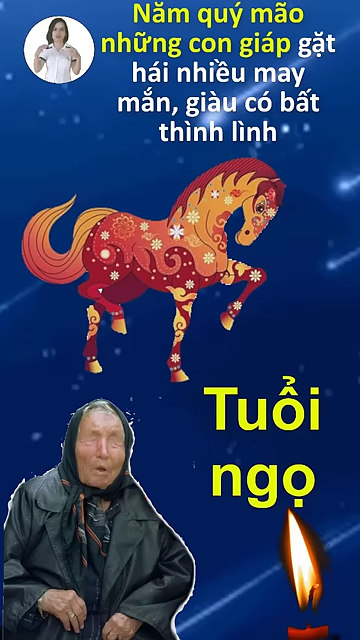 Năm quý mão
những con giáp gặt
hái nhiều may
mắn, giàu có bất
thình lình
Tuổi
ngọ